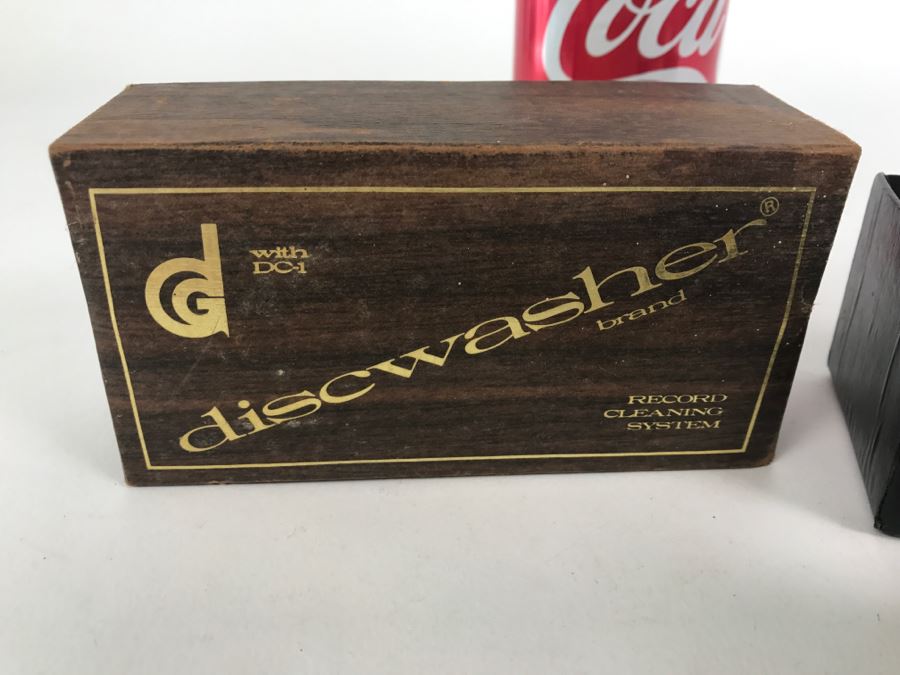 Coca
dG
with
DC-1
discwasher®
brand
RECORD
CLEANING
SYSTEM